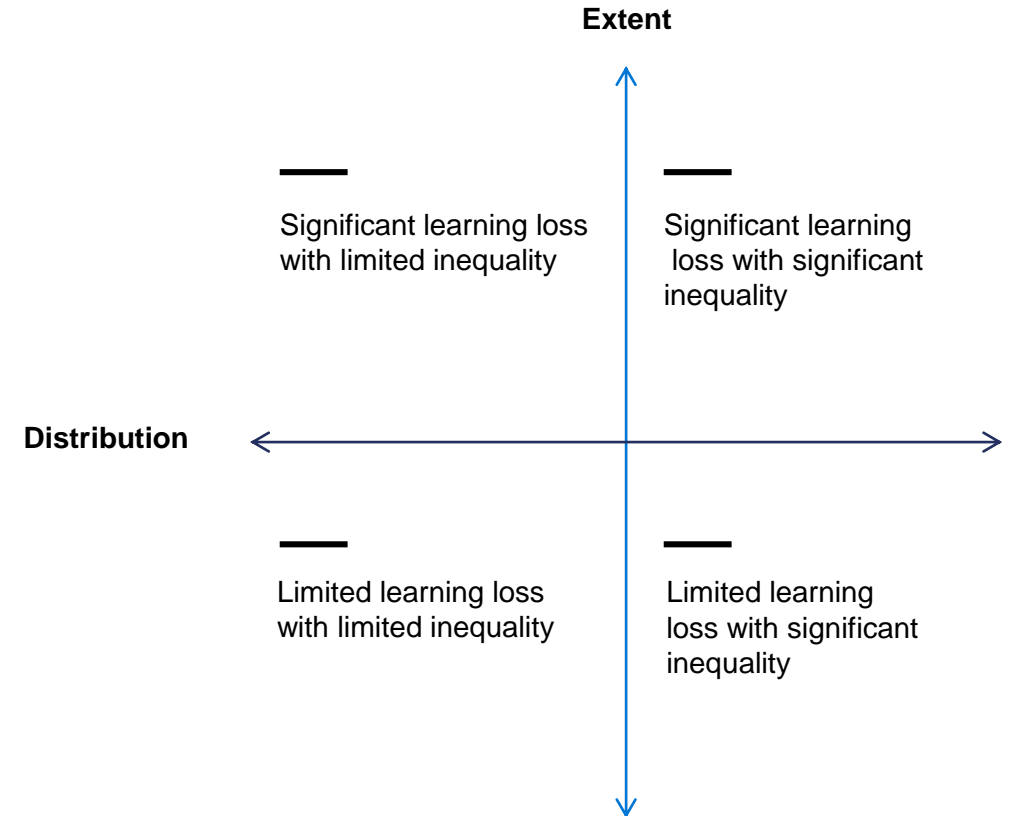 Extent
Significant learning loss
with limited inequality
Significant learning
loss with significant
inequality
Distribution
Limited learning loss
with limited inequality
Limited learning
loss with significant
inequality